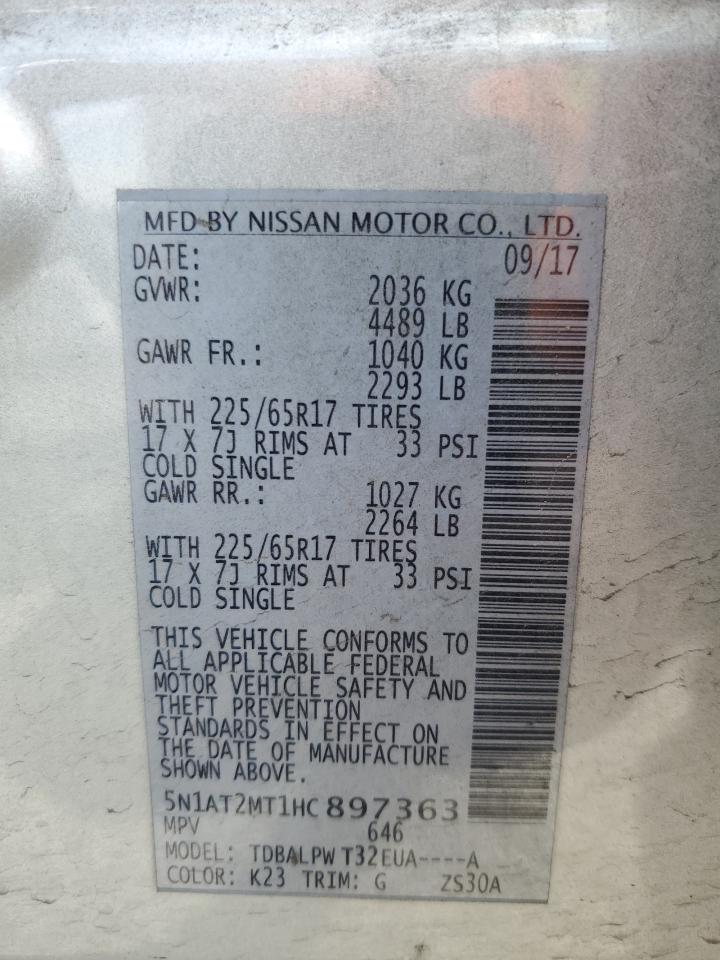 MFD BY NISSAN MOTOR CO., LTD.
DATE: 09/17
GVWR: 2036 KG
4489 LB
GAWR FR.: 1040 KG
2293 LB
WITH 225/65R17 TIRES
17 X 7J RIMS AT 33 PSI
COLD SINGLE
GAWR RR.: 1027 KG
2264 LB
WITH 225/65R17 TIRES
17 X 7J RIMS AT 33 PSI
COLD SINGLE
THIS VEHICLE CONFORMS TO
ALL APPLICABLE FEDERAL
MOTOR VEHICLE SAFETY AND
THEFT PREVENTION
STANDARDS IN EFFECT ON
THE DATE OF MANUFACTURE
SHOWN ABOVE.
5N1AT2MT1HC897363
MPV 646
MODEL: TDBALPW T32EUA----A
COLOR: K23 TRIM: G ZS30A